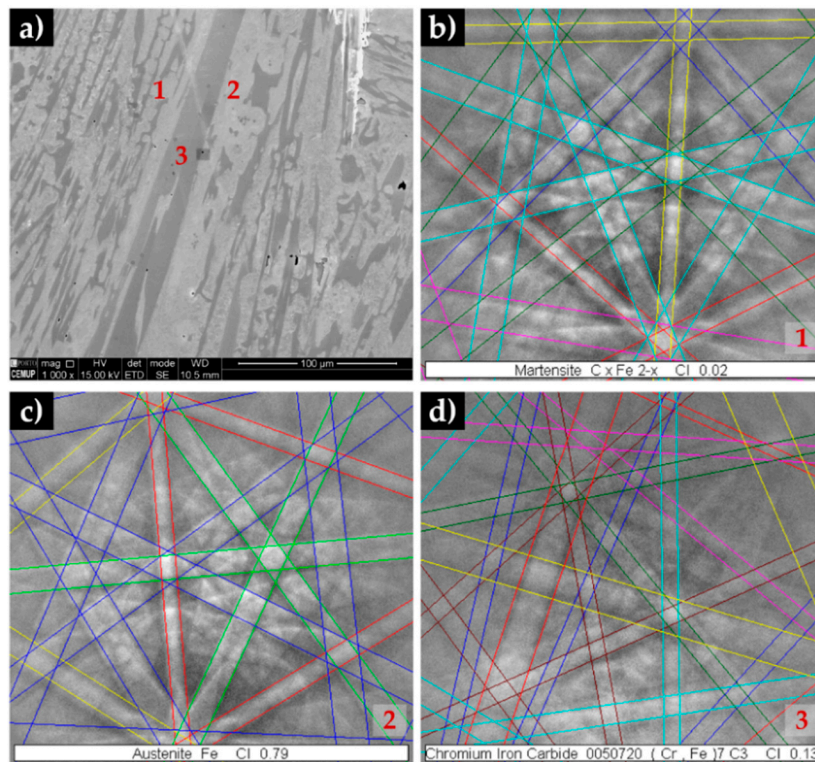 a)
b)
1
2
3
mag HV det mode WD
1 000 x 15.00 kV ETD SE 10.5 mm
100 µm
CEMUP
1
Martensite C x Fe 2-x CI 0.02
c)
d)
2
Austenite Fe CI 0.79
3
Chromium Iron Carbide 0050720 ( Cr , Fe )7 C3 CI 0.13